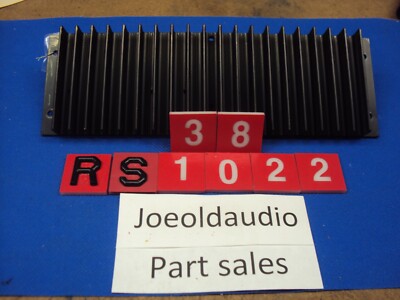 38
RS1022
Joeoldaudio
Part sales